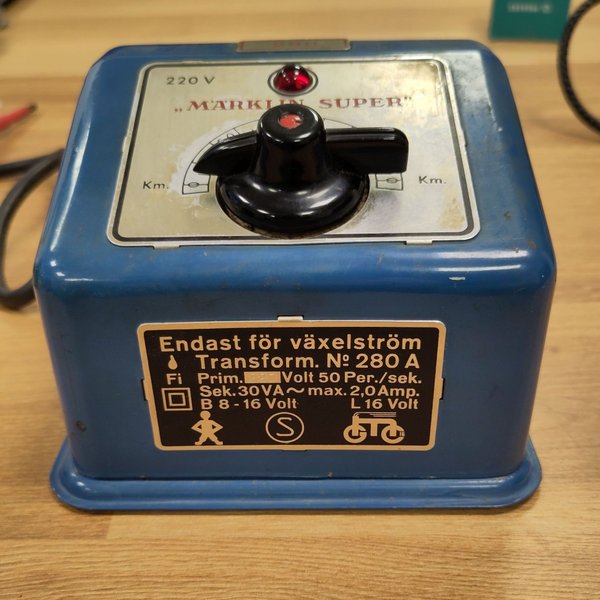 220 V
„MÄRKLIN SUPER"
Km. Km.
Endast för växelström
Transform. Nº 280 A
Fi Prim. Volt 50 Per./sek.
Sek. 30 VA ~ max. 2,0 Amp.
B 8 - 16 Volt L 16 Volt
S